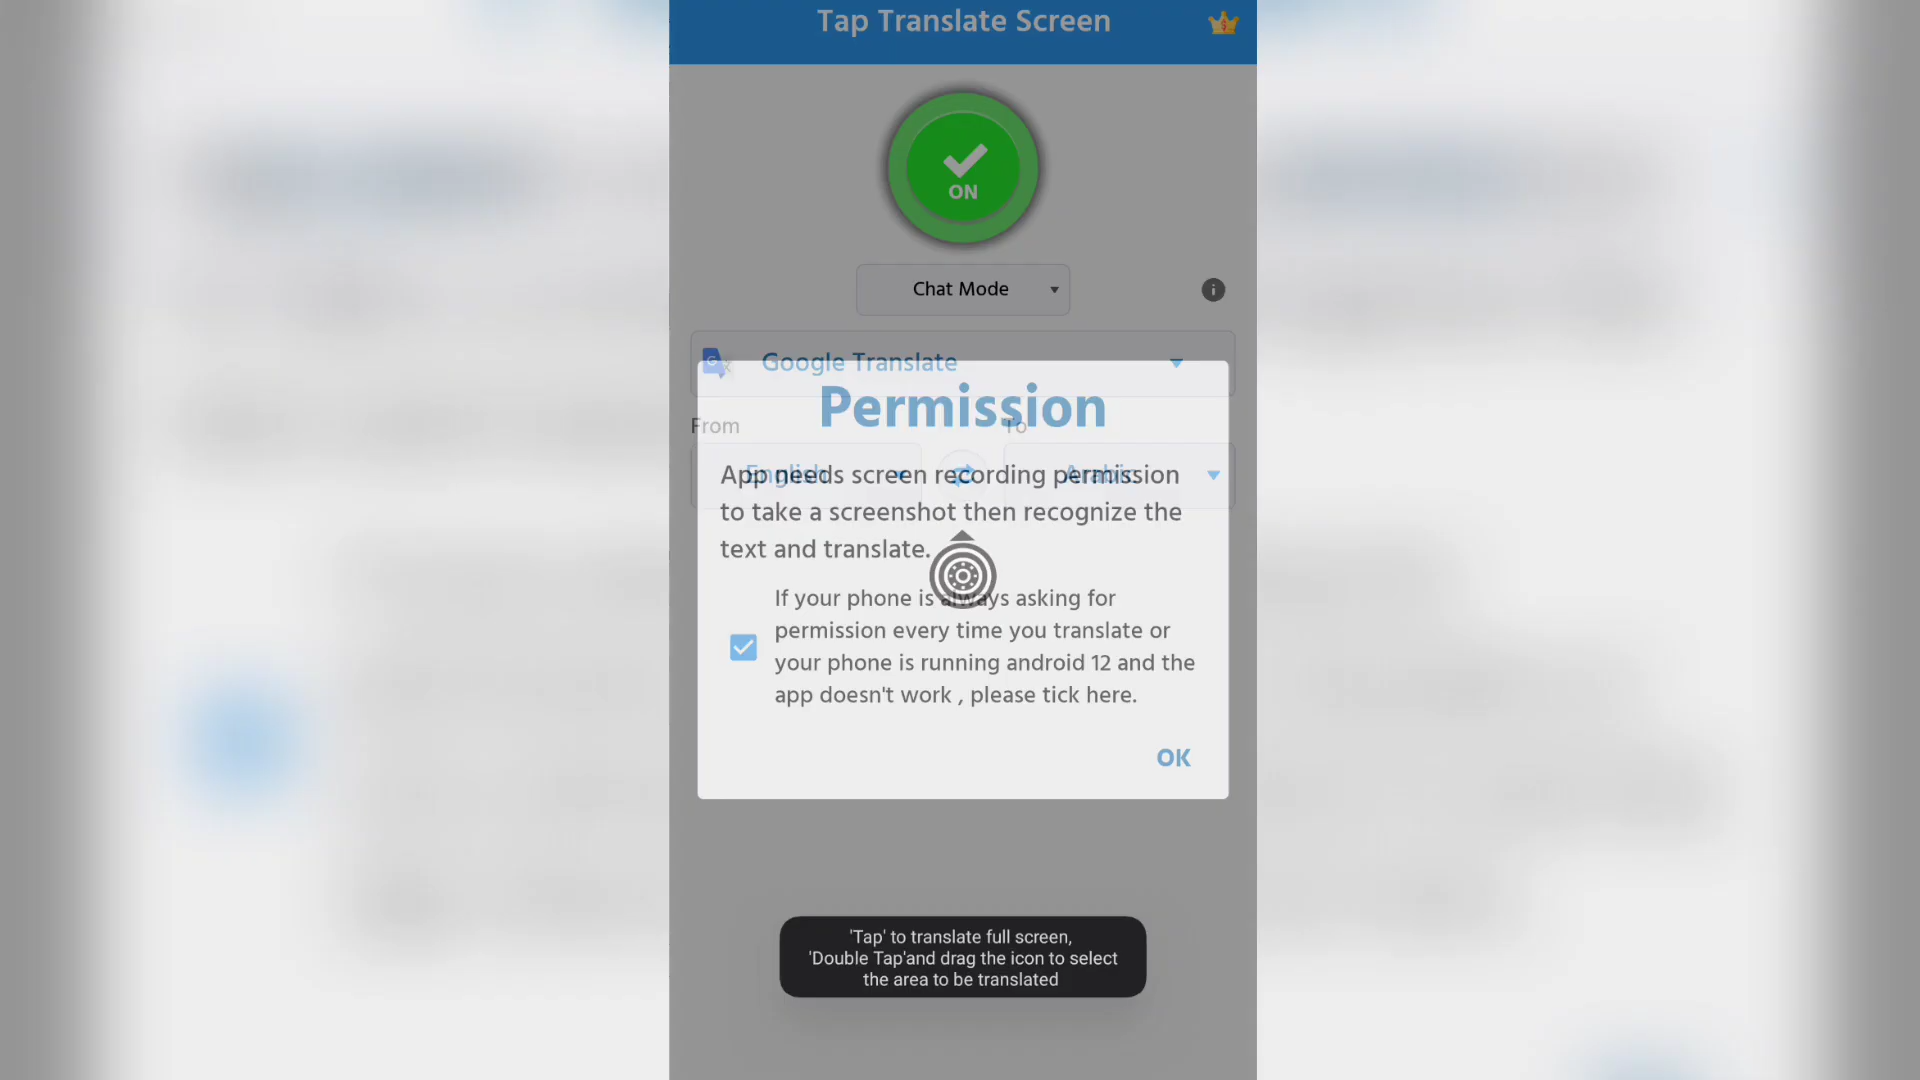 Tap Translate Screen
ON
Chat Mode
Google Translate
Permission
From
To
English
Arabic
App needs screen recording permission
to take a screenshot then recognize the
text and translate.
If your phone is always asking for
permission every time you translate or
your phone is running android 12 and the
app doesn't work , please tick here.
OK
'Tap' to translate full screen,
'Double Tap'and drag the icon to select
the area to be translated